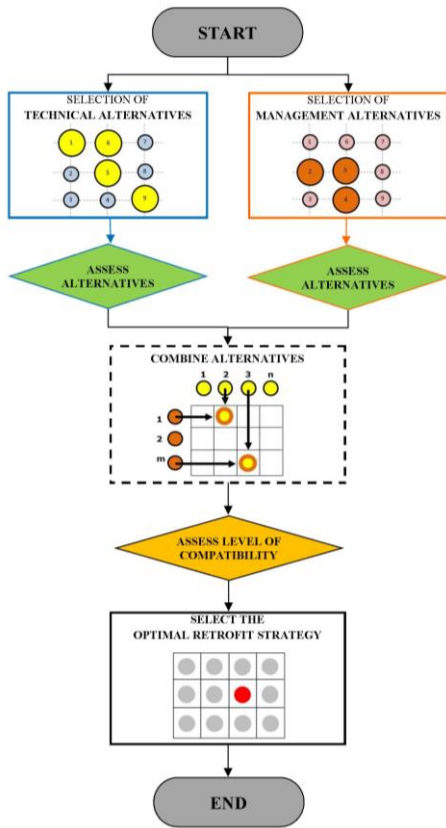 START
SELECTION OF
TECHNICAL ALTERNATIVES
1 6 7
2 5 8
3 4 9
SELECTION OF
MANAGEMENT ALTERNATIVES
1 6 7
2 5 8
3 4 9
ASSESS
ALTERNATIVES
ASSESS
ALTERNATIVES
COMBINE ALTERNATIVES
1 2 3 n
1
2
m
ASSESS LEVEL OF
COMPATIBILITY
SELECT THE
OPTIMAL RETROFIT STRATEGY
END